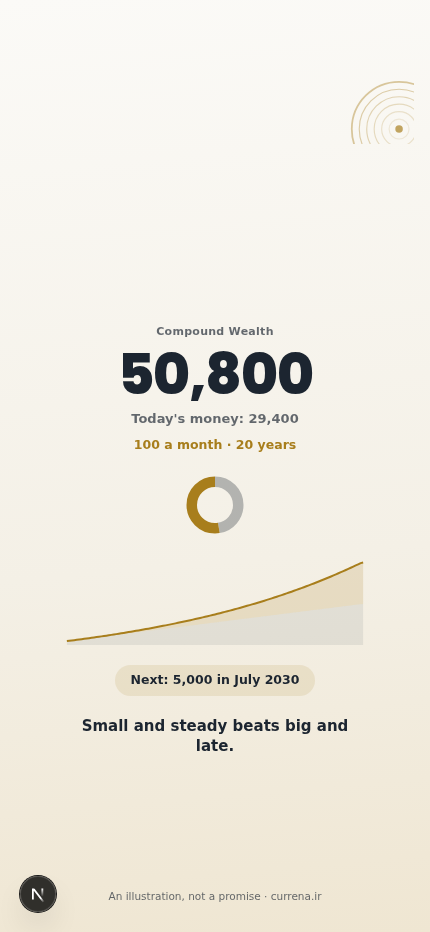 Compound Wealth
50,800
Today's money: 29,400
100 a month · 20 years
Next: 5,000 in July 2030
Small and steady beats big and
late.
N
An illustration, not a promise · currena.ir